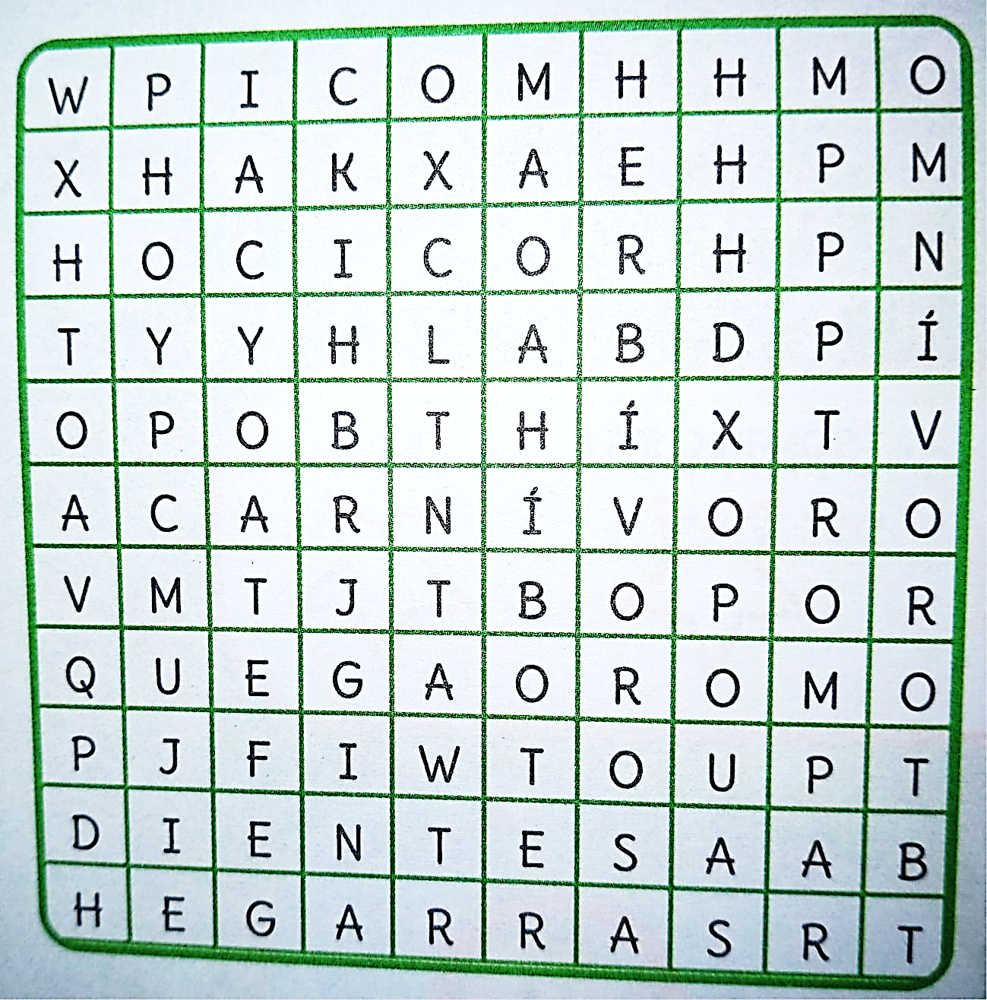 W P I C O M H H M O
X H A K X A E H P M
H O C I C O R H P N
T Y Y H L A B D P Í
O P O B T H Í X T V
A C A R N Í V O R O
V M T J T B O P O R
Q U E G A O R O M O
P J F I W T O U P T
D I E N T E S A A B
H E G A R R A S R T